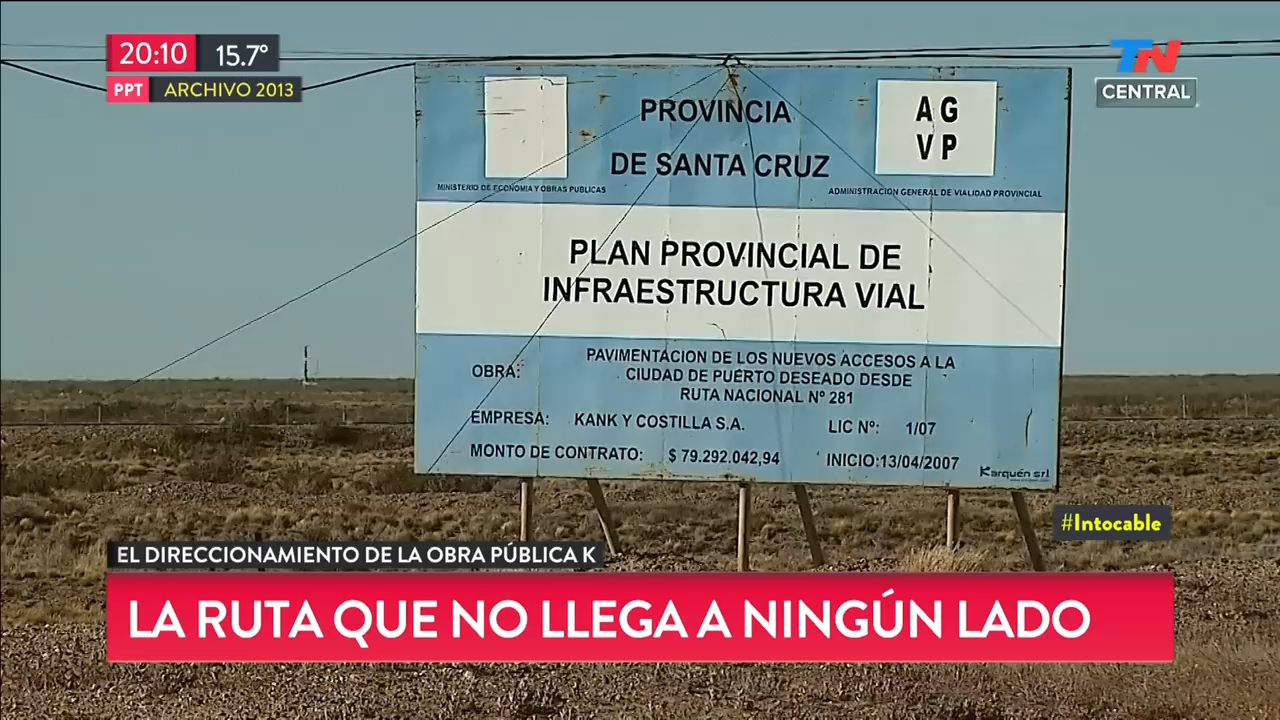 20:10 15.7°
PPT ARCHIVO 2013
TN
CENTRAL
PROVINCIA
DE SANTA CRUZ
AG
VP
MINISTERIO DE ECONOMIA Y OBRAS PUBLICAS
ADMINISTRACION GENERAL DE VIALIDAD PROVINCIAL
PLAN PROVINCIAL DE
INFRAESTRUCTURA VIAL
OBRA: PAVIMENTACION DE LOS NUEVOS ACCESOS A LA
CIUDAD DE PUERTO DESEADO DESDE
RUTA NACIONAL Nº 281
EMPRESA: KANK Y COSTILLA S.A. LIC Nº: 1/07
MONTO DE CONTRATO: $ 79.292.042,94 INICIO:13/04/2007
Karquén srl
#Intocable
EL DIRECCIONAMIENTO DE LA OBRA PÚBLICA K
LA RUTA QUE NO LLEGA A NINGÚN LADO